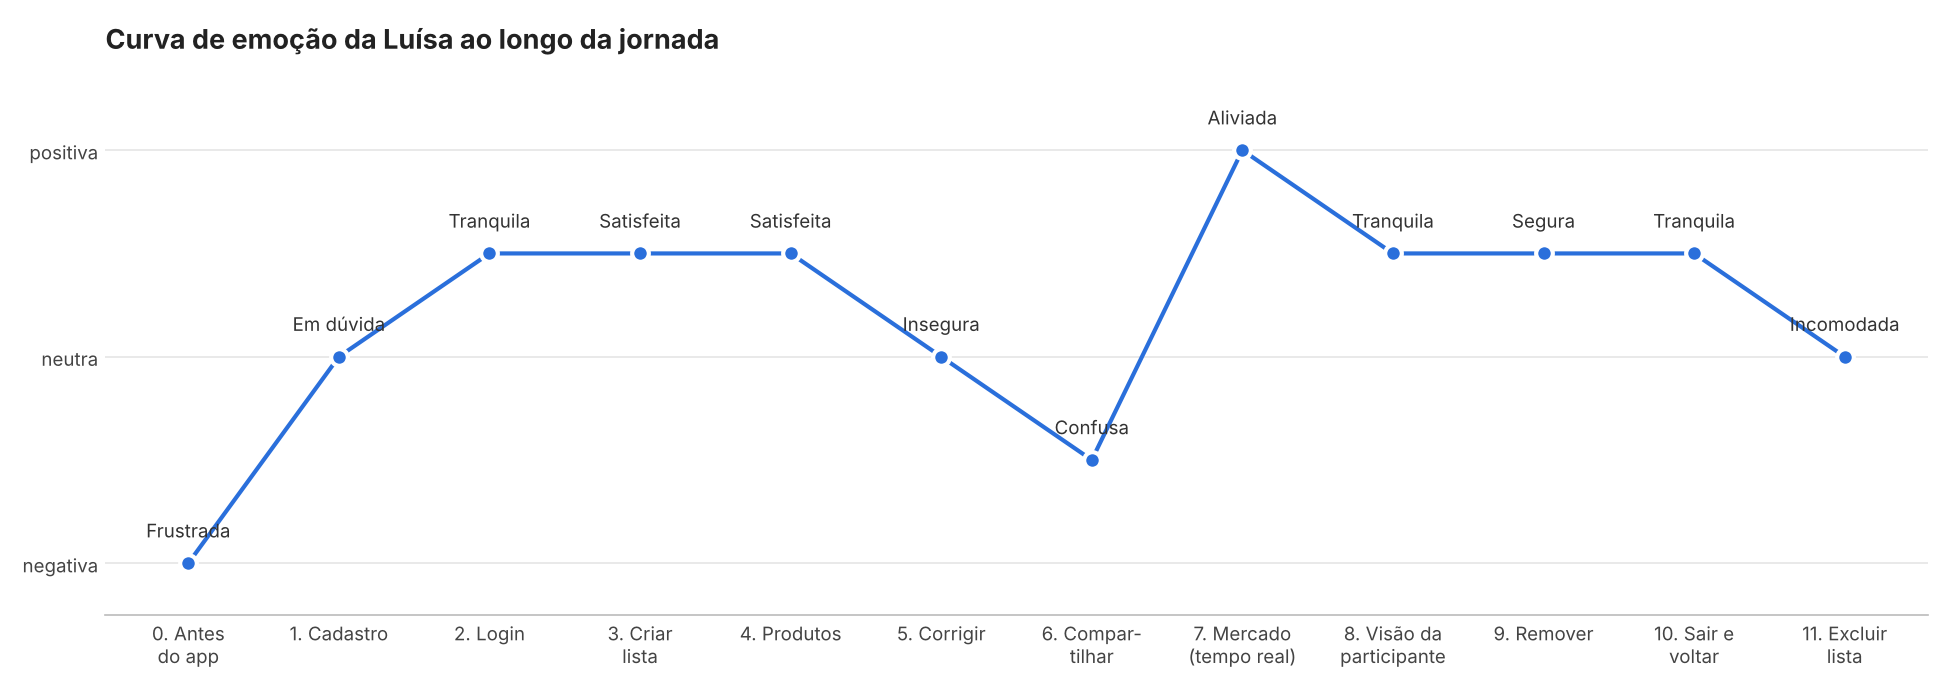 Curva de emoção da Luísa ao longo da jornada
Aliviada
positiva
Tranquila
Satisfeita
Satisfeita
Tranquila
Segura
Tranquila
Em dúvida
Insegura
Incomodada
neutra
Confusa
Frustrada
negativa
0. Antes
do app
1. Cadastro
2. Login
3. Criar
lista
4. Produtos
5. Corrigir
6. Compar-
tilhar
7. Mercado
(tempo real)
8. Visão da
participante
9. Remover
10. Sair e
voltar
11. Excluir
lista